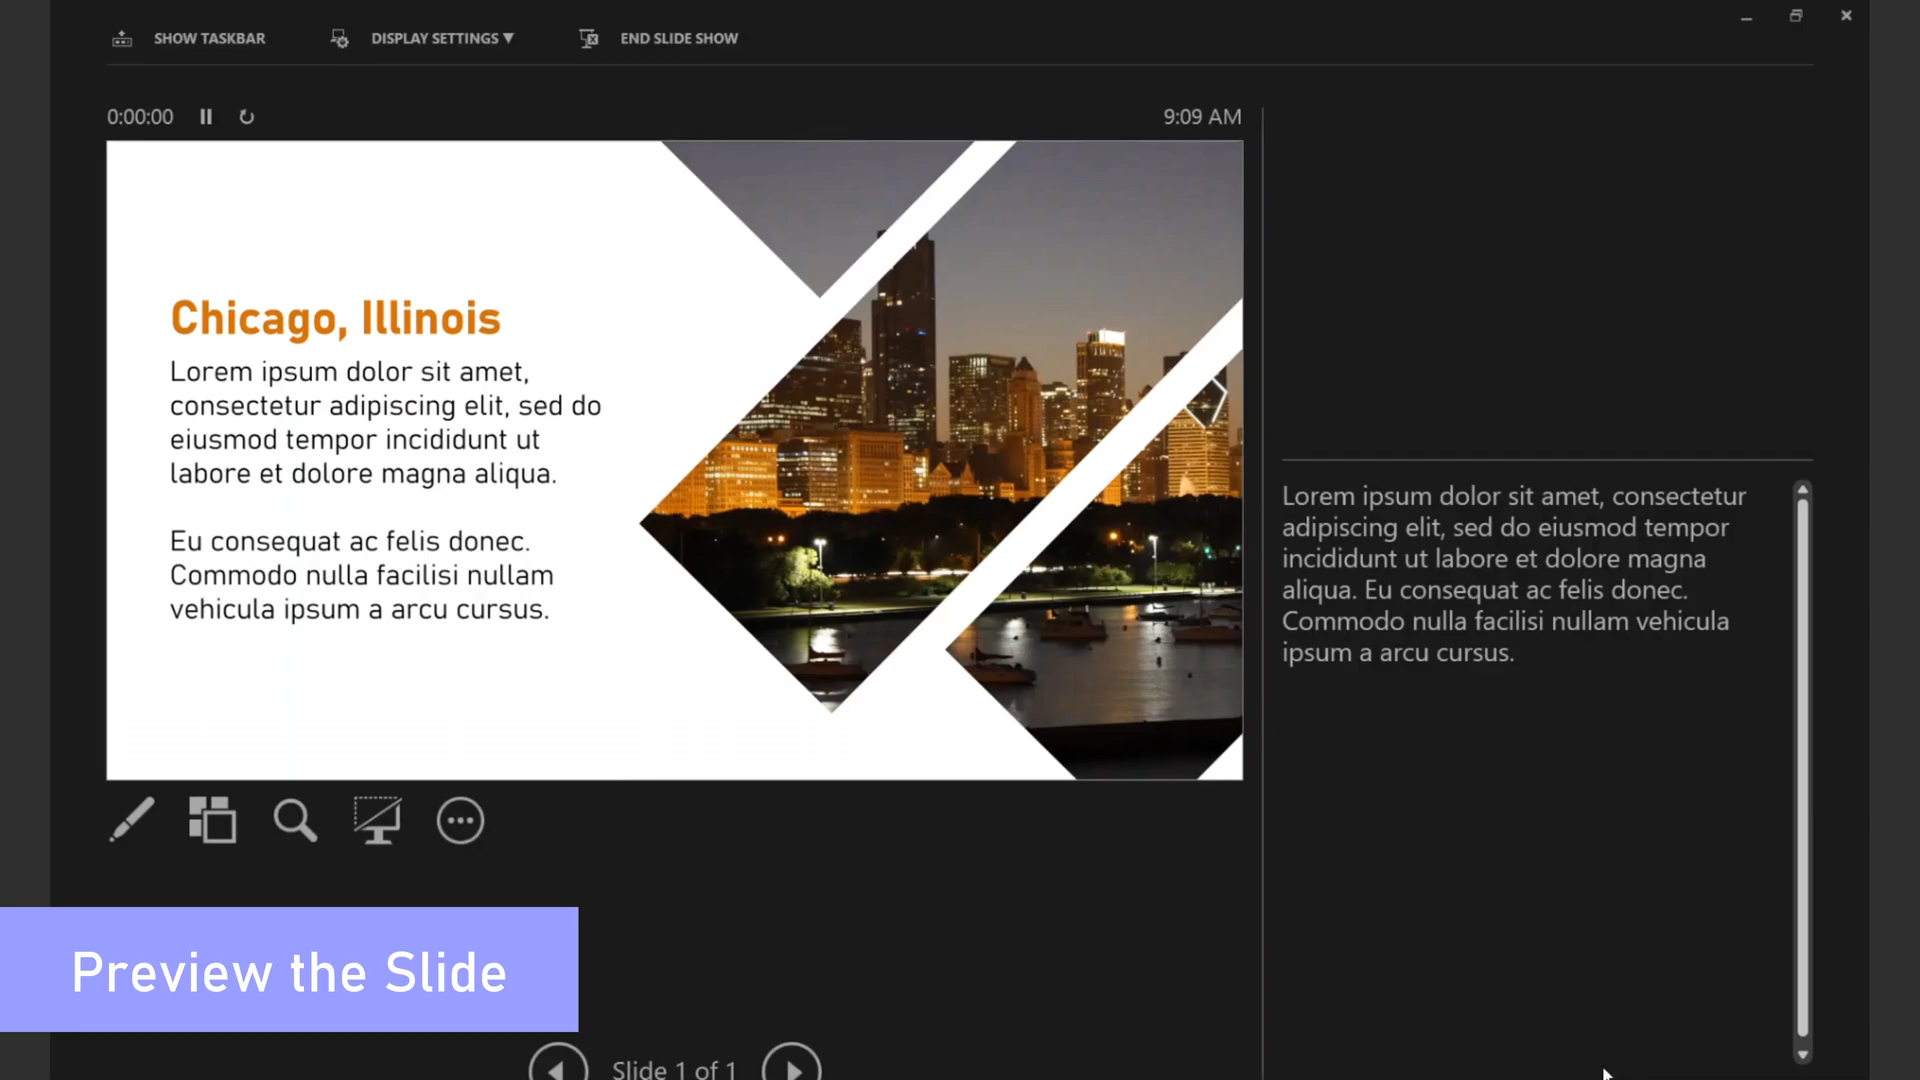 SHOW TASKBAR
DISPLAY SETTINGS ▼
END SLIDE SHOW
0:00:00
9:09 AM
Chicago, Illinois
Lorem ipsum dolor sit amet,
consectetur adipiscing elit, sed do
eiusmod tempor incididunt ut
labore et dolore magna aliqua.
Eu consequat ac felis donec.
Commodo nulla facilisi nullam
vehicula ipsum a arcu cursus.
Lorem ipsum dolor sit amet, consectetur
adipiscing elit, sed do eiusmod tempor
incididunt ut labore et dolore magna
aliqua. Eu consequat ac felis donec.
Commodo nulla facilisi nullam vehicula
ipsum a arcu cursus.
Preview the Slide
Slide 1 of 1